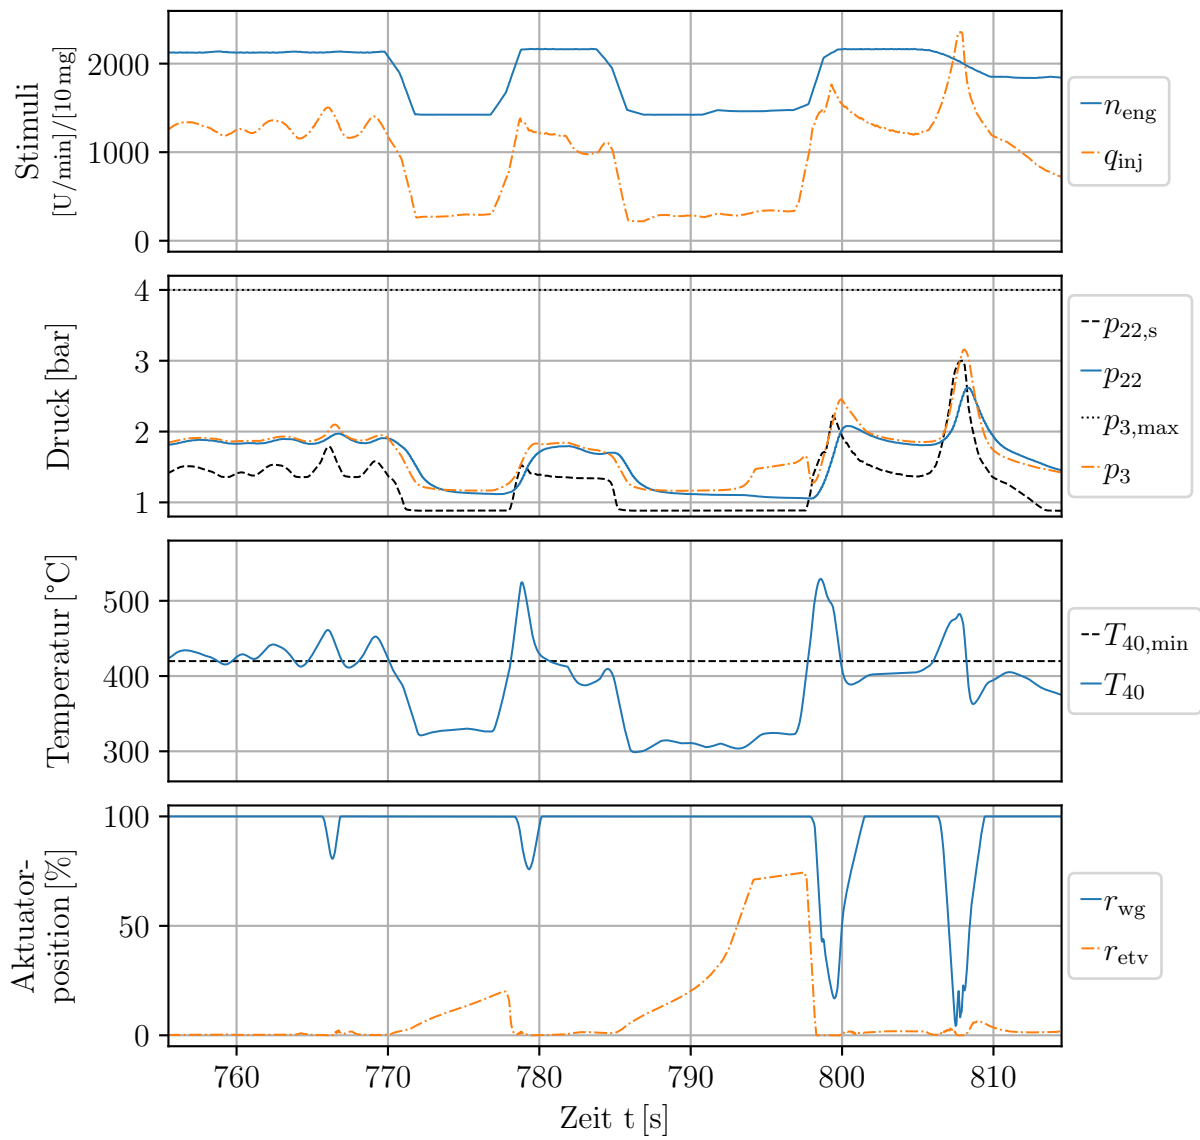 Stimuli
[U/min]/[10 mg]
2000
1000
0
n_eng
q_inj
Druck [bar]
4
3
2
1
p_22,s
p_22
p_3,max
p_3
Temperatur [°C]
500
400
300
T_40,min
T_40
Aktuator-
position [%]
100
50
0
r_wg
r_etv
760 770 780 790 800 810
Zeit t [s]